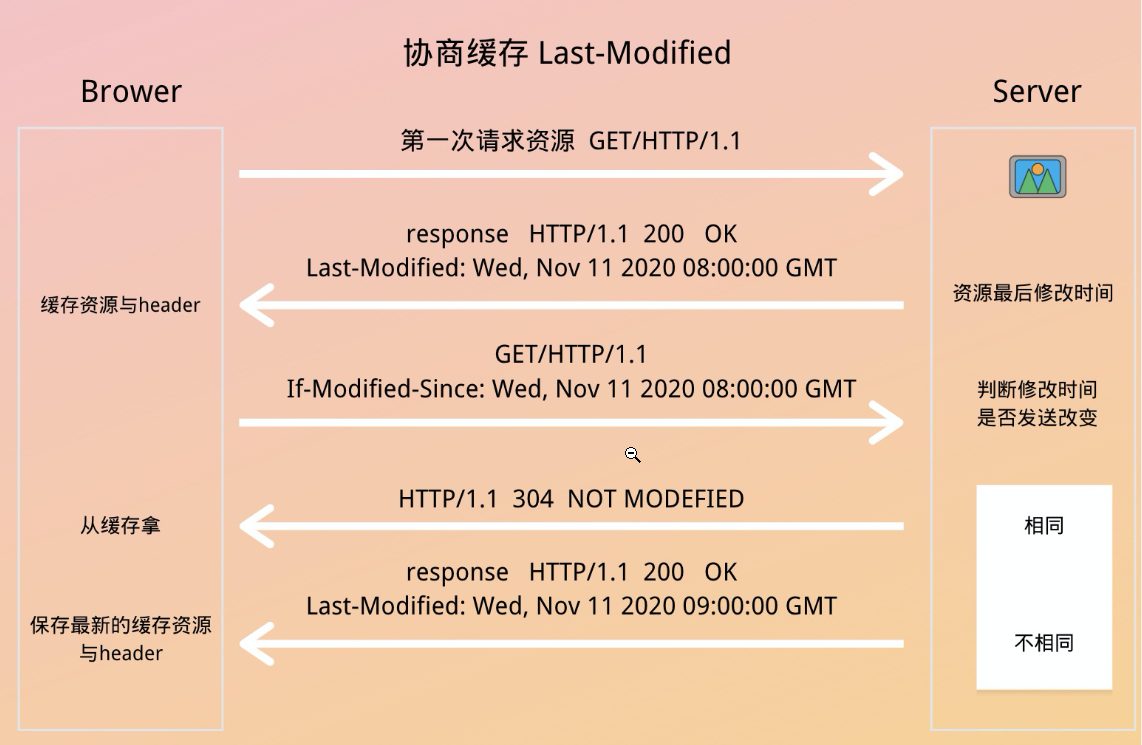 协商缓存 Last-Modified
Brower
Server
第一次请求资源 GET/HTTP/1.1
response HTTP/1.1 200 OK
Last-Modified: Wed, Nov 11 2020 08:00:00 GMT
缓存资源与header
资源最后修改时间
GET/HTTP/1.1
If-Modified-Since: Wed, Nov 11 2020 08:00:00 GMT
判断修改时间
是否发送改变
HTTP/1.1 304 NOT MODEFIED
从缓存拿
相同
response HTTP/1.1 200 OK
Last-Modified: Wed, Nov 11 2020 09:00:00 GMT
保存最新的缓存资源
与header
不相同